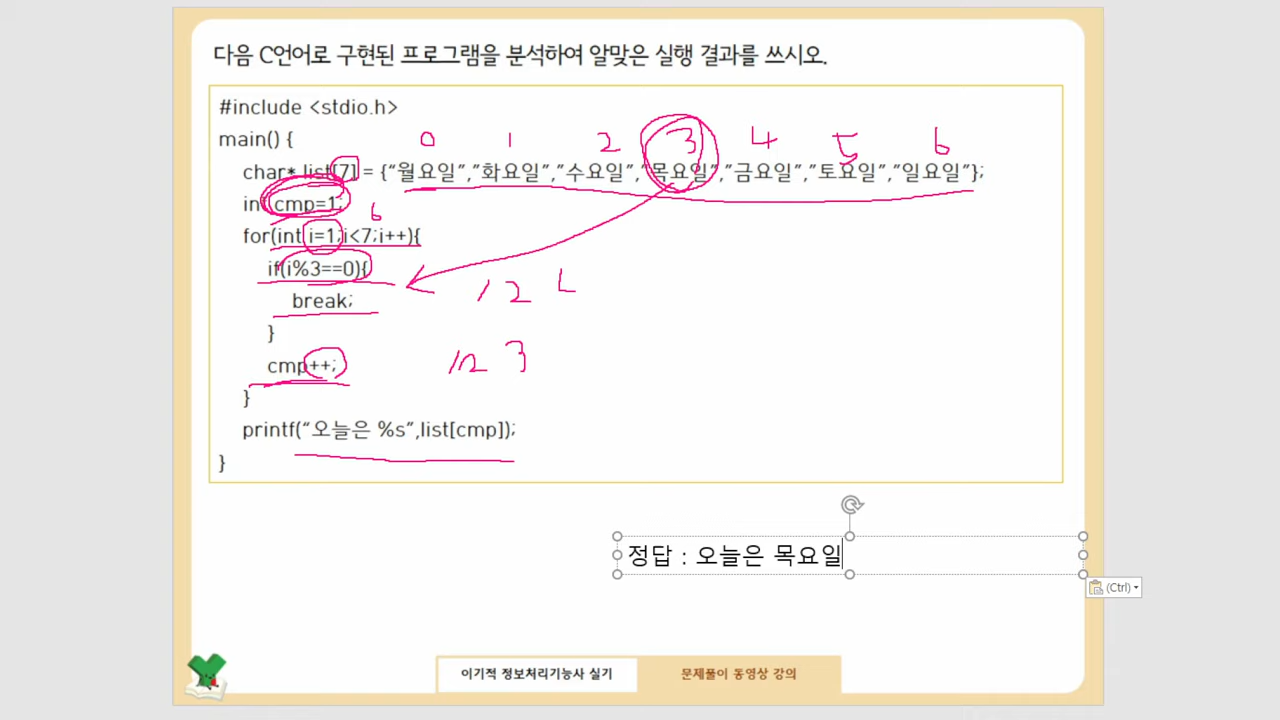 다음 C언어로 구현된 프로그램을 분석하여 알맞은 실행 결과를 쓰시오.
#include <stdio.h>
main() {
0 1 2 3 4 5 6
char* list[7] = {“월요일”,”화요일”,”수요일”,”목요일”,”금요일”,”토요일”,”일요일”};
int cmp=1;
6
for(int i=1;i<7;i++){
if(i%3==0){
1 2
break;
}
cmp++;
1 2 3
}
printf(“오늘은 %s”,list[cmp]);
}
정답 : 오늘은 목요일
(Ctrl)
이기적 정보처리기능사 실기
문제풀이 동영상 강의